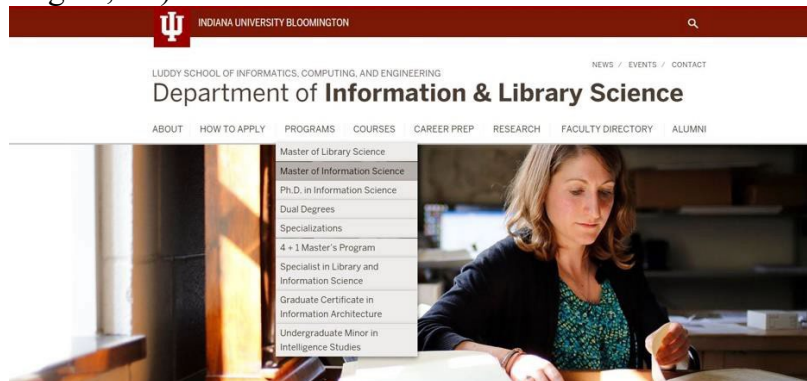 INDIANA UNIVERSITY BLOOMINGTON
NEWS / EVENTS / CONTACT
LUDDY SCHOOL OF INFORMATICS, COMPUTING, AND ENGINEERING
Department of Information & Library Science
ABOUT HOW TO APPLY PROGRAMS COURSES CAREER PREP RESEARCH FACULTY DIRECTORY ALUMNI
Master of Library Science
Master of Information Science
Ph.D. in Information Science
Dual Degrees
Specializations
4 + 1 Master's Program
Specialist in Library and
Information Science
Graduate Certificate in
Information Architecture
Undergraduate Minor in
Intelligence Studies